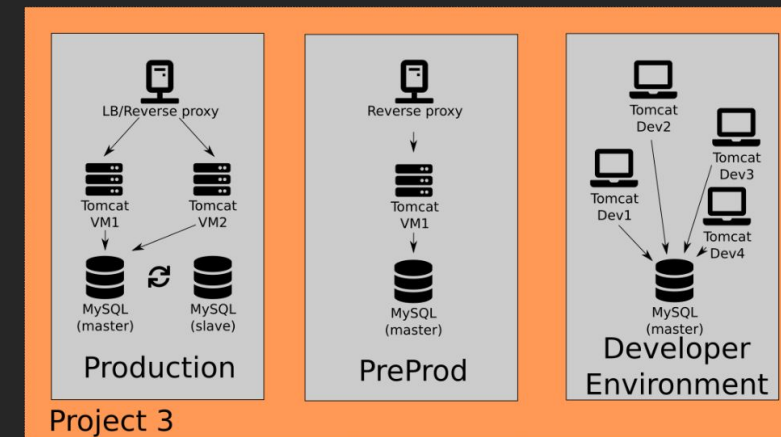 LB/Reverse proxy
Tomcat
VM1
Tomcat
VM2
MySQL
(master)
MySQL
(slave)
Production
Reverse proxy
Tomcat
VM1
MySQL
(master)
PreProd
Tomcat
Dev2
Tomcat
Dev3
Tomcat
Dev1
Tomcat
Dev4
MySQL
(master)
Developer
Environment
Project 3